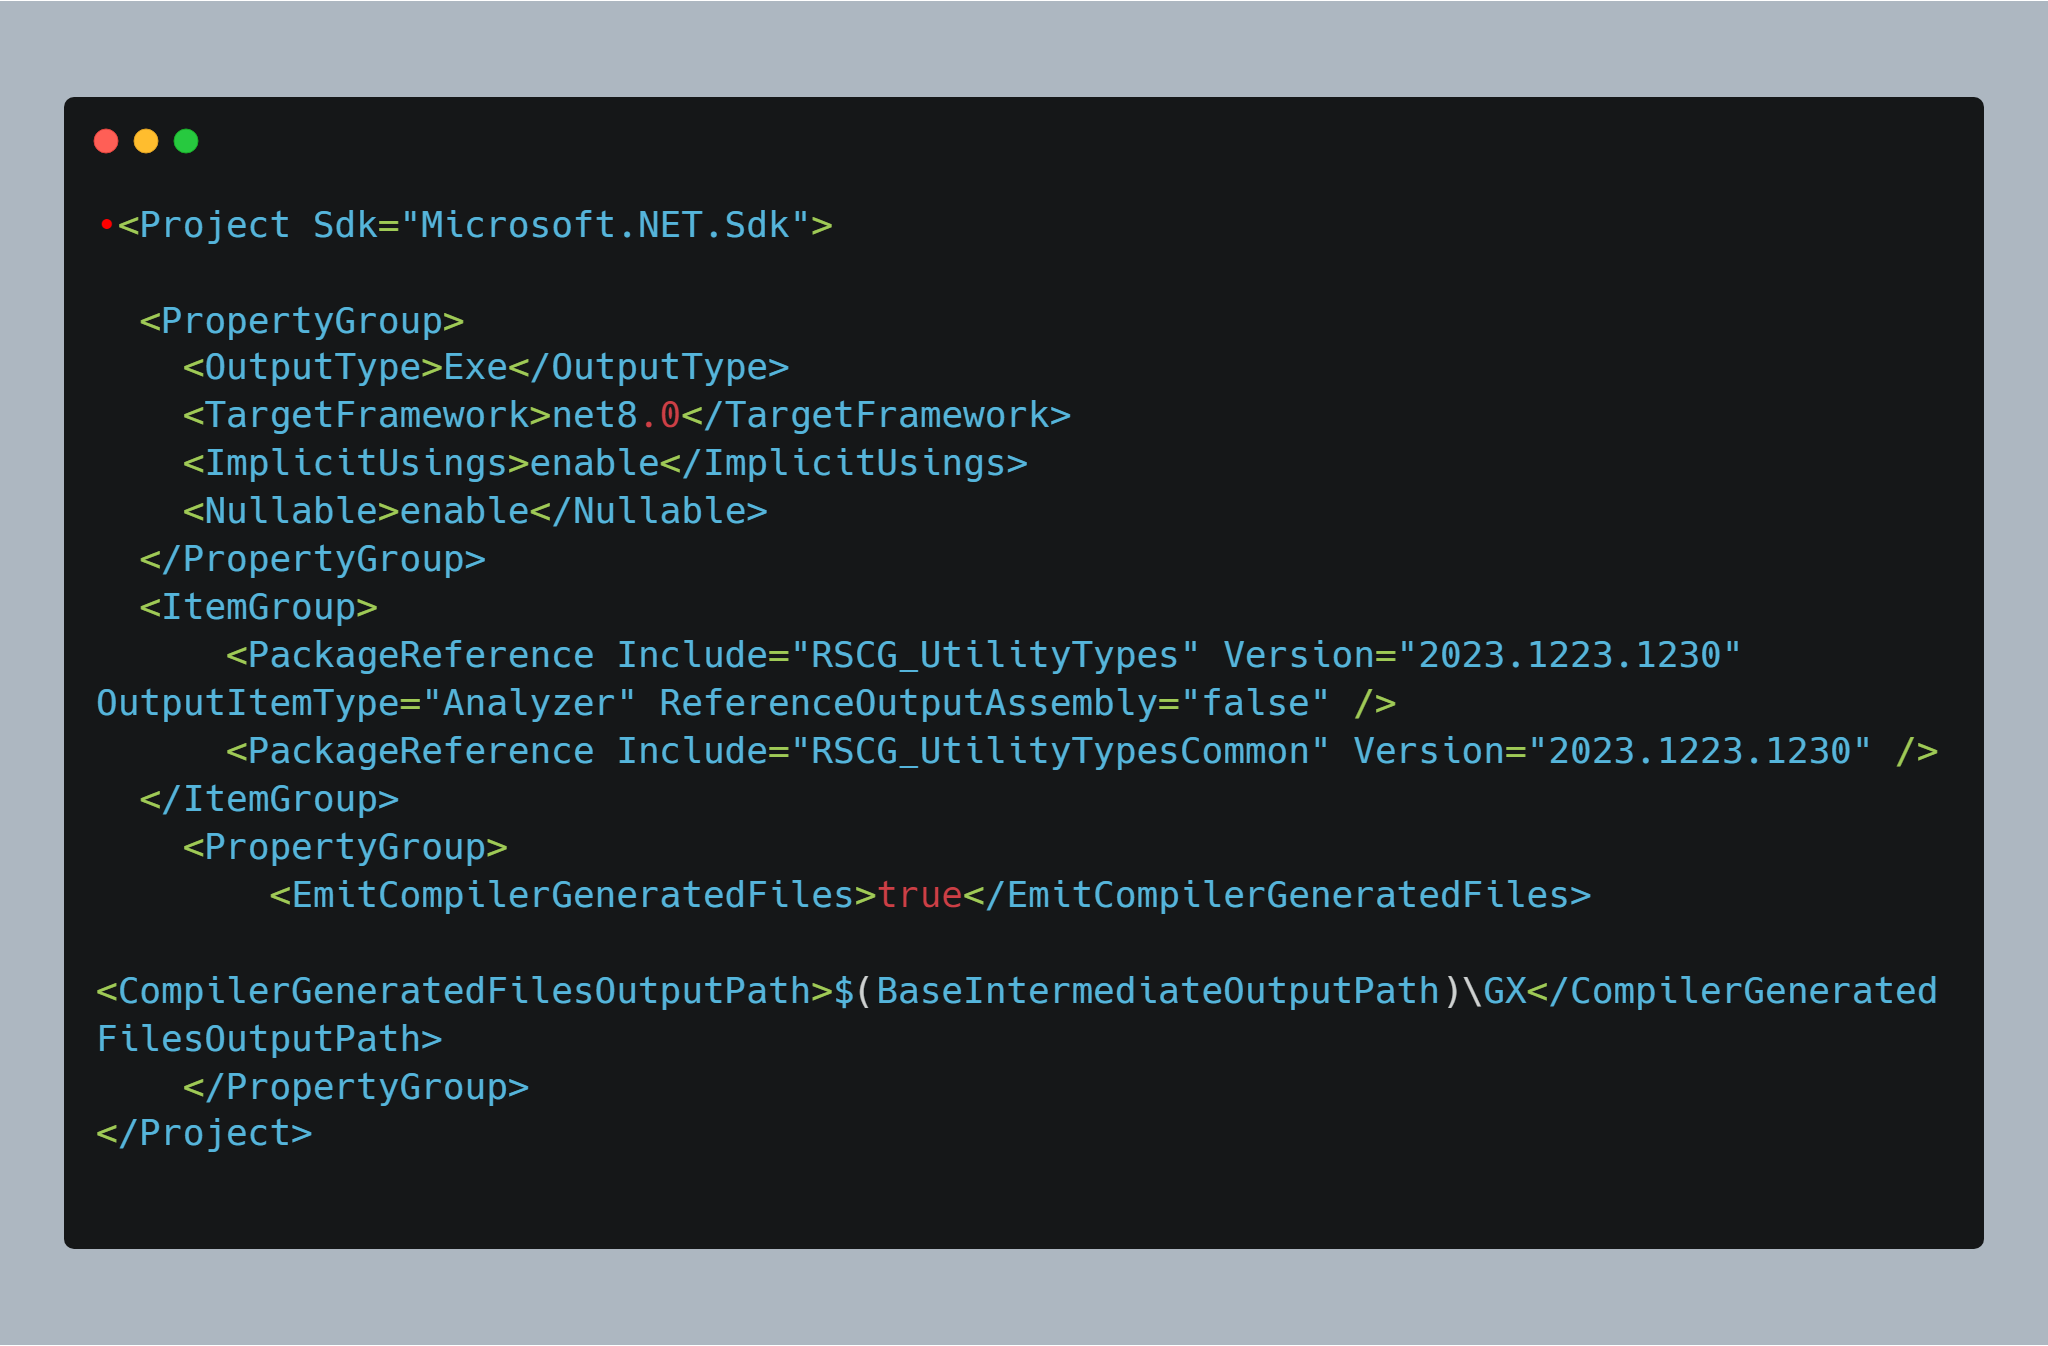 •<Project Sdk="Microsoft.NET.Sdk">
  <PropertyGroup>
    <OutputType>Exe</OutputType>
    <TargetFramework>net8.0</TargetFramework>
    <ImplicitUsings>enable</ImplicitUsings>
    <Nullable>enable</Nullable>
  </PropertyGroup>
  <ItemGroup>
      <PackageReference Include="RSCG_UtilityTypes" Version="2023.1223.1230"
OutputItemType="Analyzer" ReferenceOutputAssembly="false" />
      <PackageReference Include="RSCG_UtilityTypesCommon" Version="2023.1223.1230" />
  </ItemGroup>
    <PropertyGroup>
        <EmitCompilerGeneratedFiles>true</EmitCompilerGeneratedFiles>
<CompilerGeneratedFilesOutputPath>$(BaseIntermediateOutputPath)\GX</CompilerGenerated
FilesOutputPath>
    </PropertyGroup>
</Project>